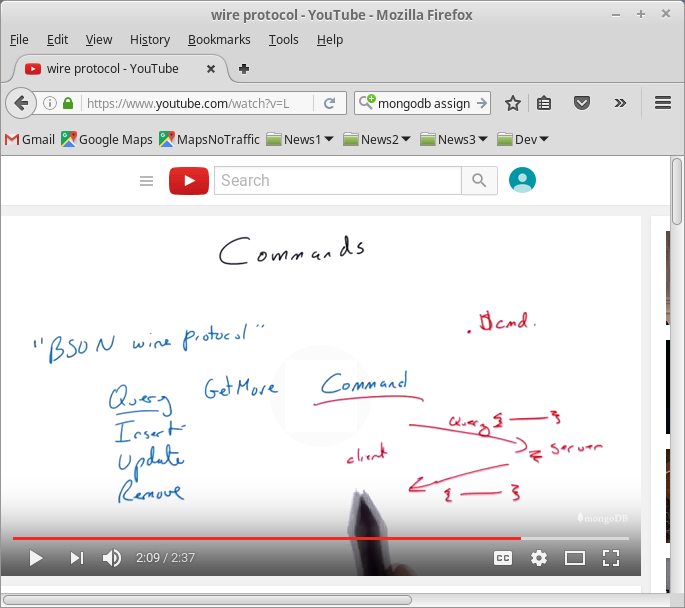 wire protocol - YouTube - Mozilla Firefox
File Edit View History Bookmarks Tools Help
wire protocol - YouTube
https://www.youtube.com/watch?v=L
mongodb assign
Gmail Google Maps MapsNoTraffic News1 News2 News3 Dev
Search
Commands
.$cmd.
"BSON wire protocol"
Query GetMore Command
Insert
Update
Remove
Query { — }
client
server
{ — }
mongoDB
2:09 / 2:37
CC